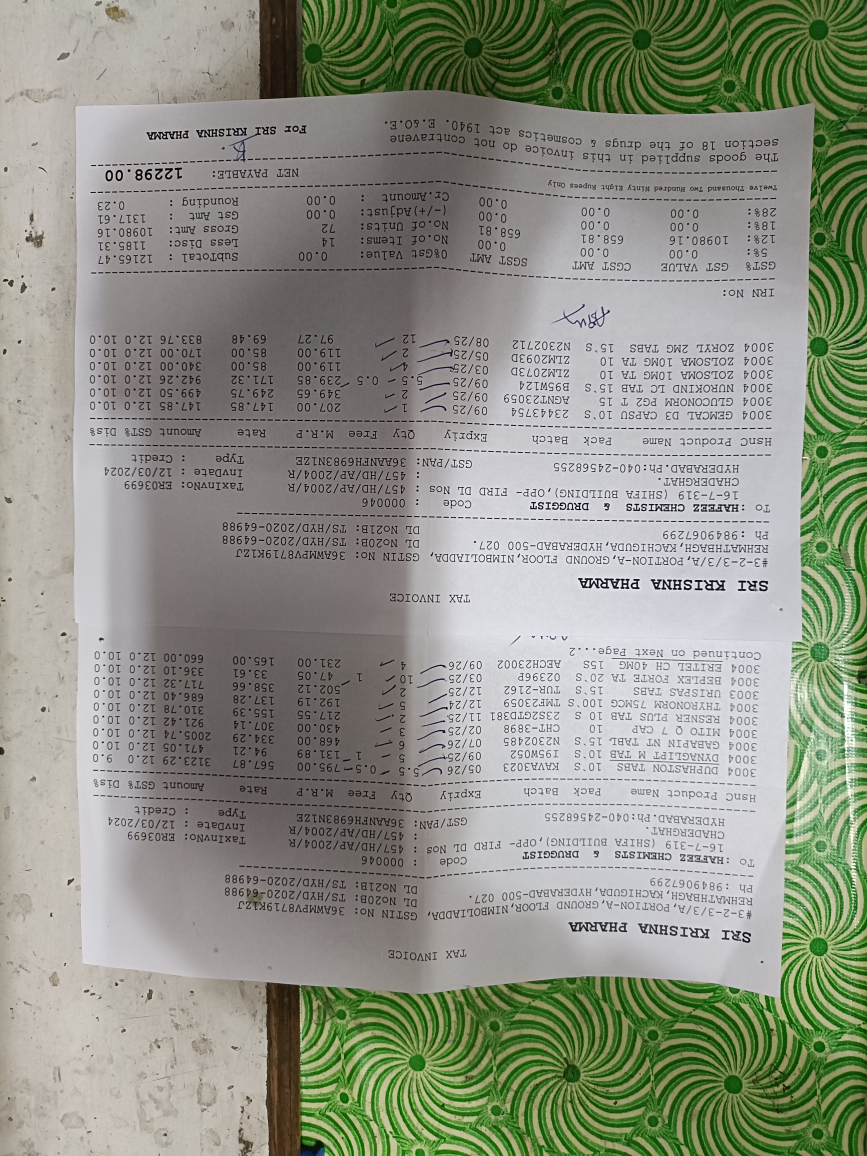 TAX INVOICE
SRI KRISHNA PHARMA
#3-2-3/3/A, PORTION-A, GROUND FLOOR,NIMBOLIADDA, GSTIN No: 36AWMPV8719K1ZJ
REHMATHBAGH, KACHIGUDA, HYDERABAD-500 027. DL No20B: TS/HYD/2020-64988
Ph :9849067299 DL No21B: TS/HYD/2020-64988
To :HAFEEZ CHEMISTS & DRUGGIST Code : 000046
16-7-319 (SHIFA BUILDING),OPP- FIRD DL Nos : 457/HD/AP/2004/R TaxInvNo: ER03699
CHADERGHAT. : 457/HD/AP/2004/R InvDate : 12/03/2024
HYDERABAD.Ph:040-24568255 GST/PAN: 36AANFH6983N1ZE Type : Credit
HsnC Product Name Pack Batch Expriy Qty Free M.R.P Rate Amount GST% Dis%
3004 DUPHASTON TABS 10'S KAVA3023 05/26 5.5 0.5 795.00 567.87 3123.29 12.0 9.0
3004 DYNAGLIPT M TAB 10'S I95M052 09/25 5 1 131.89 94.21 471.05 12.0 10.0
3004 GABAPIN NT TABL 15'S N2302485 07/26 6 468.00 334.29 2005.74 12.0 10.0
3004 MITO Q 7 CAP 10 CHT-3898 02/25 3 430.00 307.14 921.42 12.0 10.0
3004 RESNER PLUS TAB 10 S 23S2GTD381 11/25 2 217.55 155.39 310.78 12.0 10.0
3004 THYRONORM 75MCG 100'S TMF23059 12/24 5 192.19 137.28 686.40 12.0 10.0
3003 URISPAS TABS 15'S TUR-2162 12/25 2 502.12 358.66 717.32 12.0 10.0
3004 BEPLEX FORTE TA 20'S 02396P 03/25 10 1 47.05 33.61 336.10 12.0 10.0
3004 ERITEL CH 40MG 15S AECH23002 09/26 4 231.00 165.00 660.00 12.0 10.0
Continued on Next Page...2
TAX INVOICE
SRI KRISHNA PHARMA
#3-2-3/3/A, PORTION-A, GROUND FLOOR,NIMBOLIADDA, GSTIN No: 36AWMPV8719K1ZJ
REHMATHBAGH, KACHIGUDA, HYDERABAD-500 027. DL No20B: TS/HYD/2020-64988
Ph :9849067299 DL No21B: TS/HYD/2020-64988
To :HAFEEZ CHEMISTS & DRUGGIST Code : 000046
16-7-319 (SHIFA BUILDING),OPP- FIRD DL Nos : 457/HD/AP/2004/R TaxInvNo: ER03699
CHADERGHAT. : 457/HD/AP/2004/R InvDate : 12/03/2024
HYDERABAD.Ph:040-24568255 GST/PAN: 36AANFH6983N1ZE Type : Credit
HsnC Product Name Pack Batch Expriy Qty Free M.R.P Rate Amount GST% Dis%
3004 GEMCAL D3 CAPSU 10'S 23443754 09/25 1 207.00 147.85 147.85 12.0 10.0
3004 GLUCONORM PG2 T 15 AGNT23059 09/25 2 349.65 249.75 499.50 12.0 10.0
3004 NUROKIND LC TAB 15'S B95W124 09/25 5.5 0.5 239.85 171.32 942.26 12.0 10.0
3004 ZOLSOMA 10MG TA 10 ZLM2073D 03/25 4 119.00 85.00 340.00 12.0 10.0
3004 ZOLSOMA 10MG TA 10 ZLM2093D 05/25 2 119.00 85.00 170.00 12.0 10.0
3004 ZORYL 2MG TABS 15'S N2302712 08/25 12 97.27 69.48 833.76 12.0 10.0
IRN No:
GST% GST VALUE CGST AMT SGST AMT 0%Gst Value: 0.00 SubTotal : 12165.47
5%: 0.00 0.00 0.00 No.of Items: 14 Less Disc: 1185.31
12%: 10980.16 658.81 658.81 No.of Units: 72 Gross Amt: 10980.16
18%: 0.00 0.00 0.00 (-/+)Adjust: 0.00 Gst Amt : 1317.61
28%: 0.00 0.00 0.00 Cr.Amount : 0.00 Rounding : 0.23
Twelve Thousand Two Hundred Ninty Eight Rupees Only
NET PAYABLE: 12298.00
The goods supplied in this invoice do not contravene
section 18 of the drugs & cosmetics act 1940. E.&O.E.
For SRI KRISHNA PHARMA